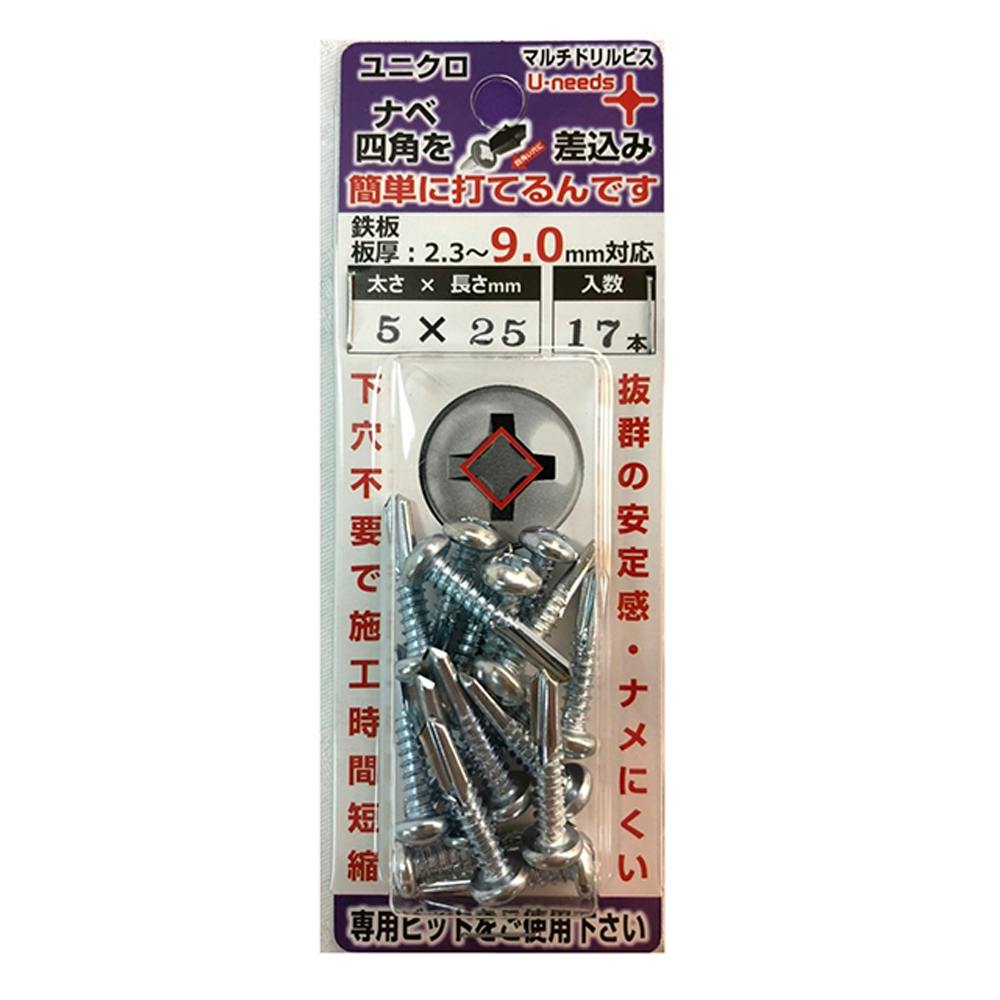 ユニクロ
マルチドリルビス
U-needs
ナベ
四角を
差込み
簡単に打てるんです
鉄板
板厚：2.3～9.0mm対応
太さ × 長さmm
入数
5 × 25
17本
下穴不要で施工時間短縮
抜群の安定感・ナメにくい
専用ビットをご使用下さい